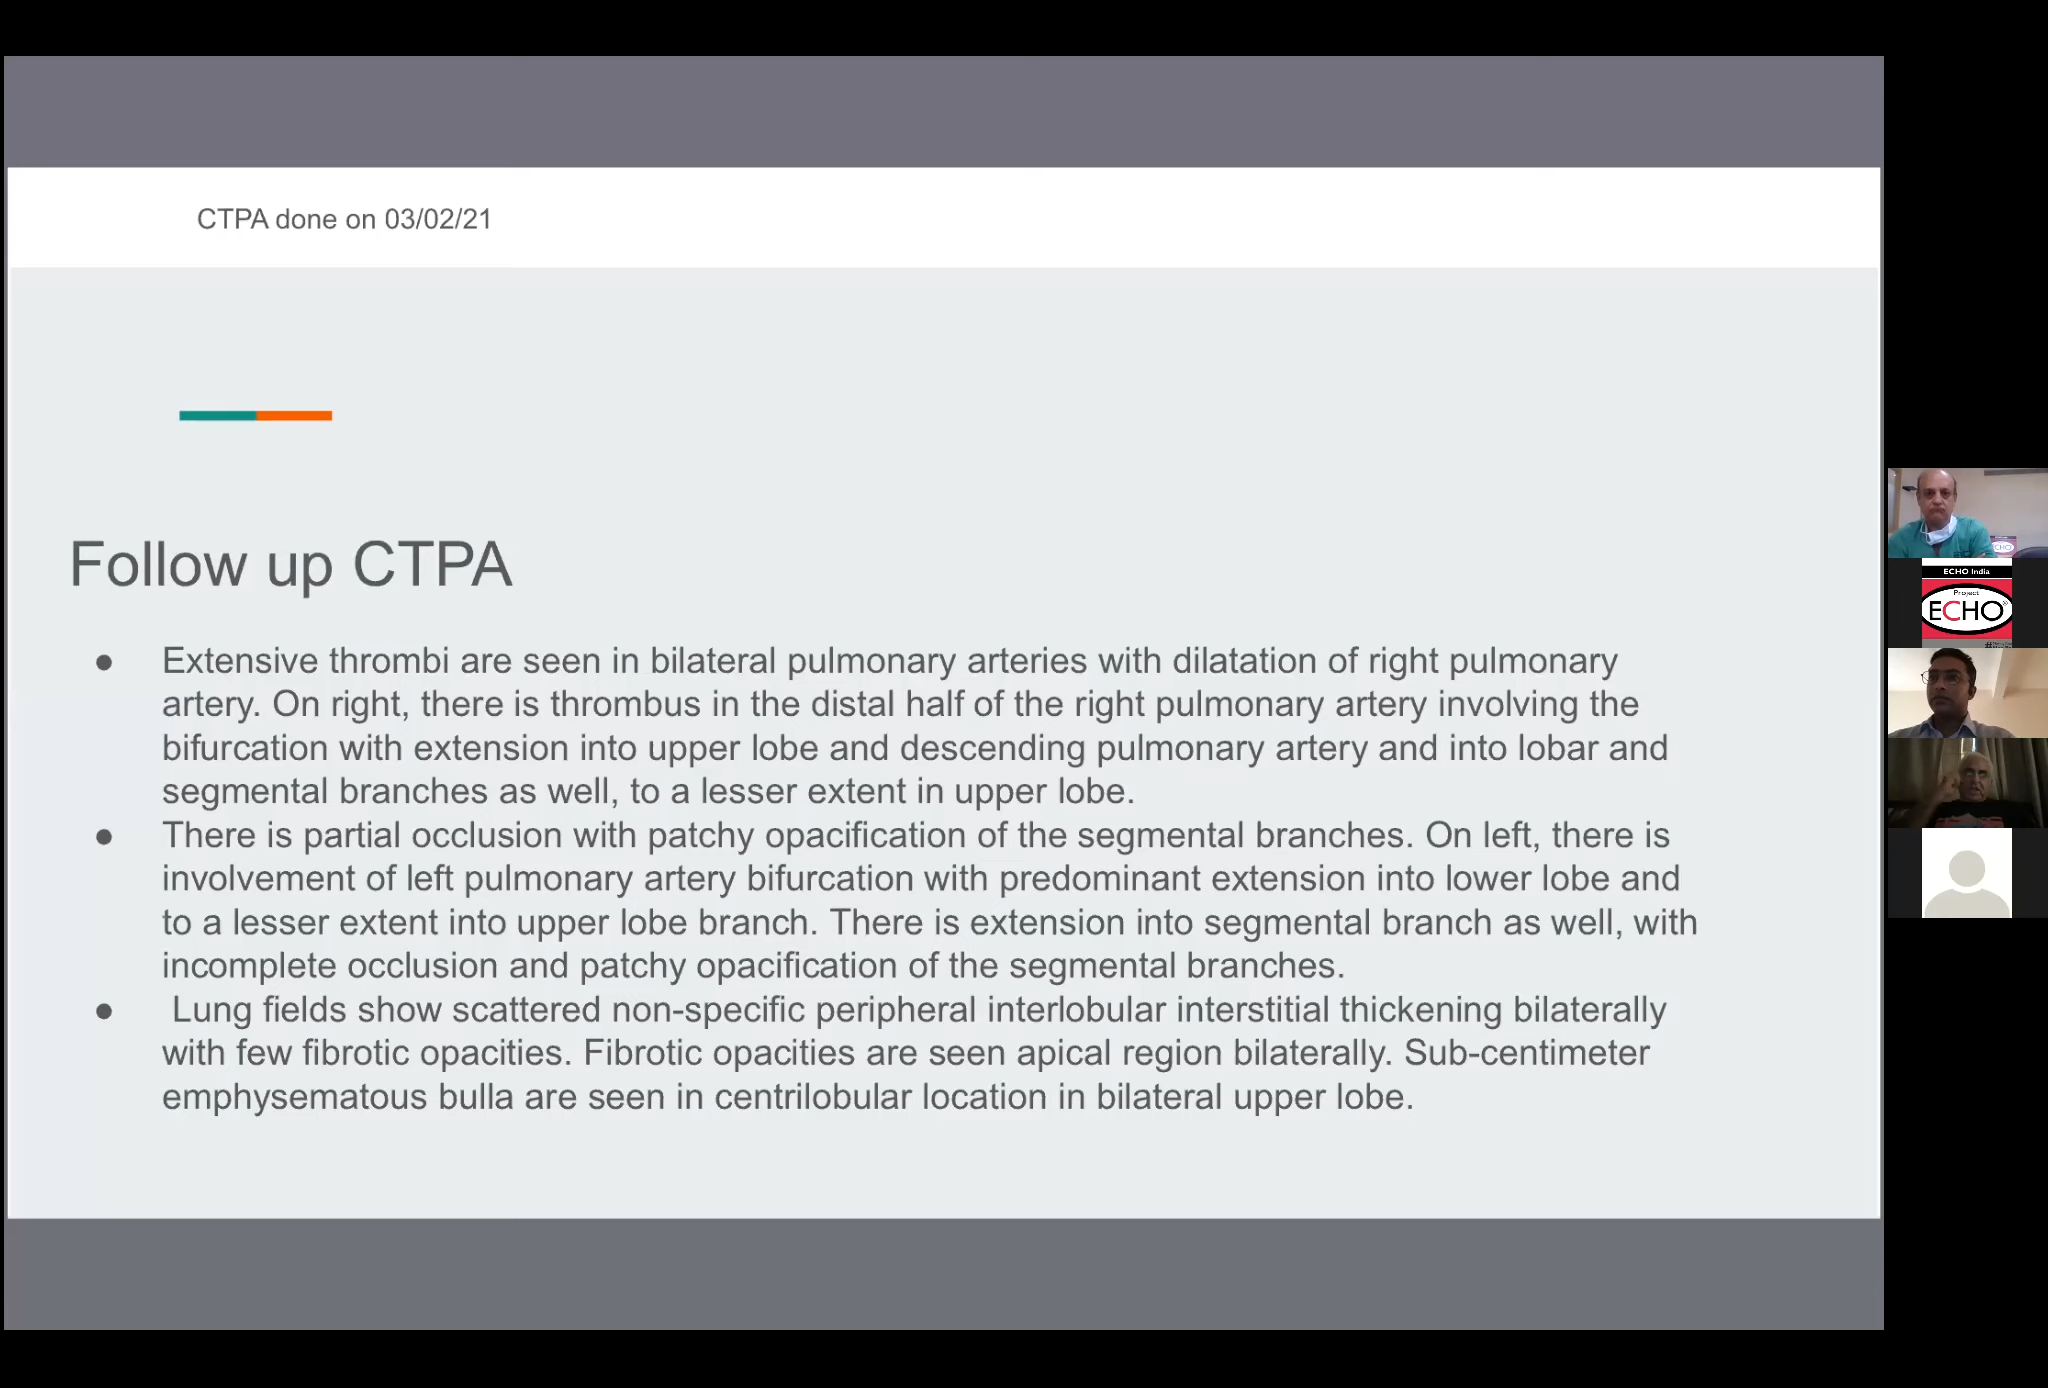 CTPA done on 03/02/21
Follow up CTPA
● Extensive thrombi are seen in bilateral pulmonary arteries with dilatation of right pulmonary
artery. On right, there is thrombus in the distal half of the right pulmonary artery involving the
bifurcation with extension into upper lobe and descending pulmonary artery and into lobar and
segmental branches as well, to a lesser extent in upper lobe.
● There is partial occlusion with patchy opacification of the segmental branches. On left, there is
involvement of left pulmonary artery bifurcation with predominant extension into lower lobe and
to a lesser extent into upper lobe branch. There is extension into segmental branch as well, with
incomplete occlusion and patchy opacification of the segmental branches.
● Lung fields show scattered non-specific peripheral interlobular interstitial thickening bilaterally
with few fibrotic opacities. Fibrotic opacities are seen apical region bilaterally. Sub-centimeter
emphysematous bulla are seen in centrilobular location in bilateral upper lobe.
ECHO India
Project
ECHO®